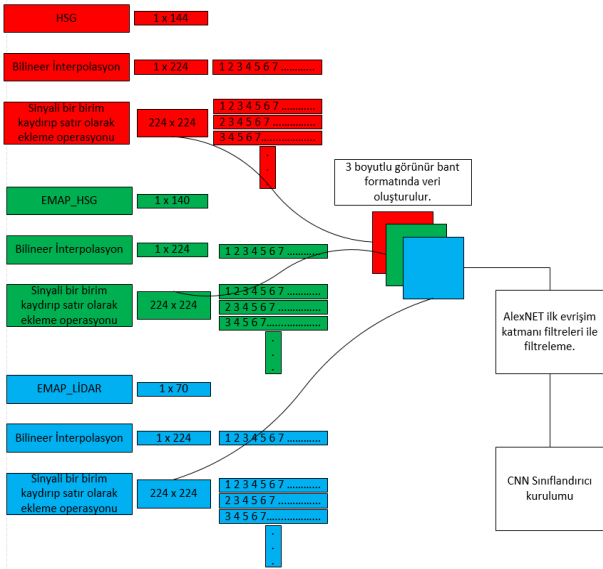 HSG
1 x 144
Bilineer İnterpolasyon
1 x 224
1 2 3 4 5 6 7 ............
Sinyali bir birim
kaydırıp satır olarak
ekleme operasyonu
224 x 224
1 2 3 4 5 6 7 ............
2 3 4 5 6 7 ............
3 4 5 6 7...................
.
.
.
3 boyutlu görünür bant
formatında veri
oluşturulur.
EMAP_HSG
1 x 140
Bilineer İnterpolasyon
1 x 224
1 2 3 4 5 6 7 ............
Sinyali bir birim
kaydırıp satır olarak
ekleme operasyonu
224 x 224
1 2 3 4 5 6 7 ............
2 3 4 5 6 7 ............
3 4 5 6 7...................
.
.
.
AlexNET ilk evrişim
katmanı filtreleri ile
filtreleme.
EMAP_LİDAR
1 x 70
Bilineer İnterpolasyon
1 x 224
1 2 3 4 5 6 7 ............
Sinyali bir birim
kaydırıp satır olarak
ekleme operasyonu
224 x 224
1 2 3 4 5 6 7 ............
2 3 4 5 6 7 ............
3 4 5 6 7...................
.
.
.
CNN Sınıflandırıcı
kurulumu